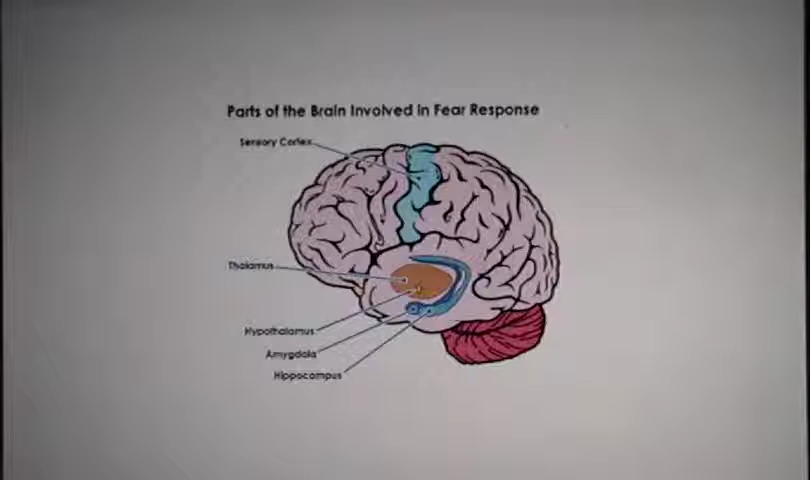 Parts of the Brain Involved in Fear Response
Sensory Cortex
Thalamus
Hypothalamus
Amygdala
Hippocampus